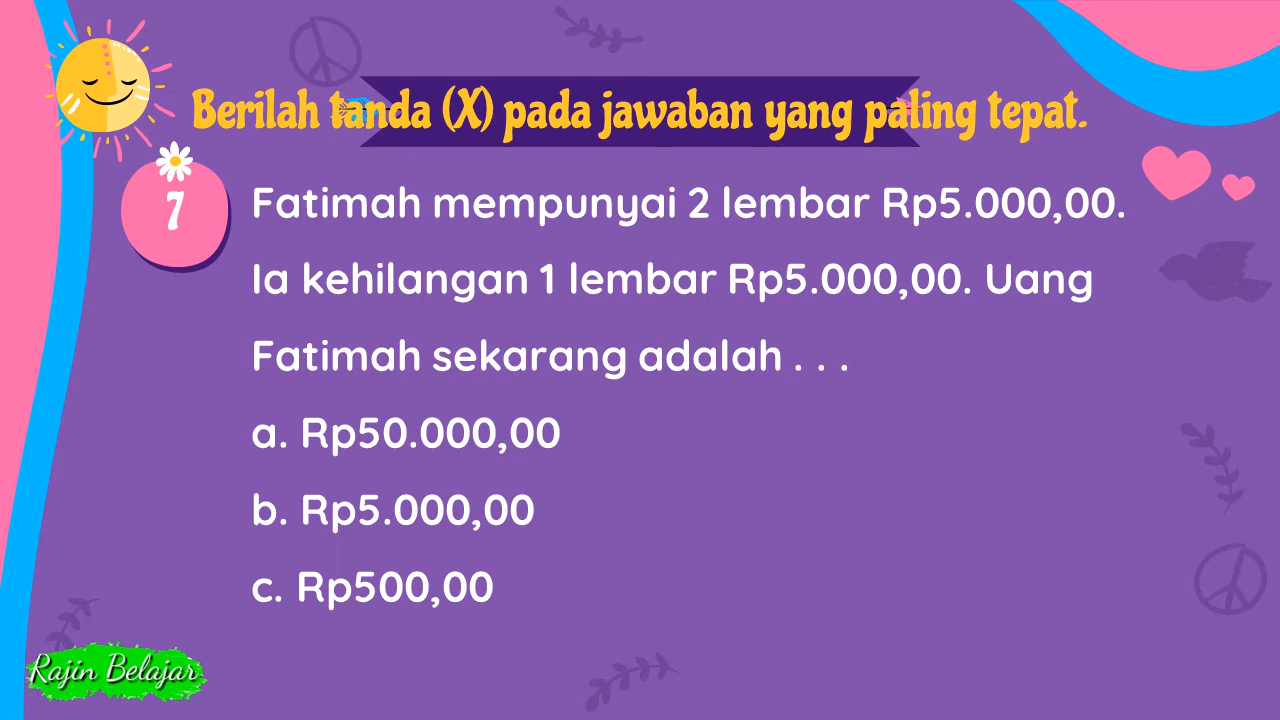 Berilah tanda (X) pada jawaban yang paling tepat.
7
Fatimah mempunyai 2 lembar Rp5.000,00.
Ia kehilangan 1 lembar Rp5.000,00. Uang
Fatimah sekarang adalah . . .
a. Rp50.000,00
b. Rp5.000,00
c. Rp500,00
Rajin Belajar